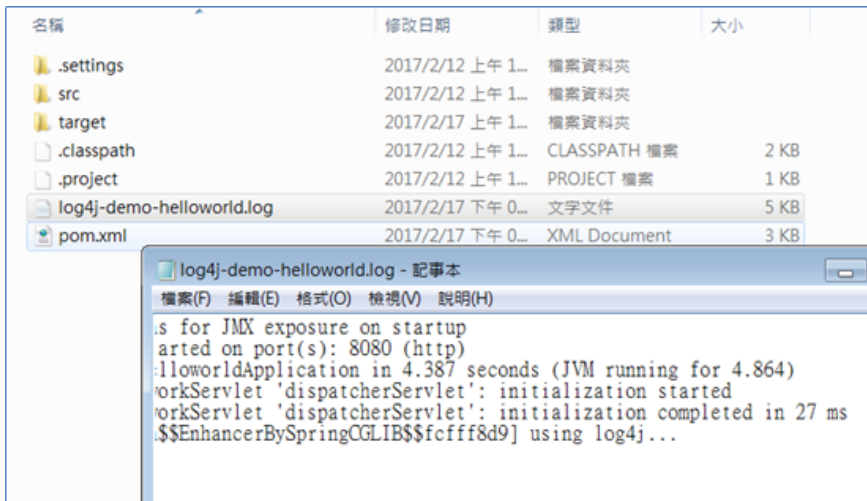 名稱 修改日期 類型 大小
.settings 2017/2/12 上午 1... 檔案資料夾
src 2017/2/12 上午 1... 檔案資料夾
target 2017/2/17 上午 1... 檔案資料夾
.classpath 2017/2/12 上午 1... CLASSPATH 檔案 2 KB
.project 2017/2/12 上午 1... PROJECT 檔案 1 KB
log4j-demo-helloworld.log 2017/2/17 下午 0... 文字文件 5 KB
pom.xml 2017/2/17 下午 0... XML Document 3 KB
log4j-demo-helloworld.log - 記事本
檔案(F) 編輯(E) 格式(O) 檢視(V) 說明(H)
s for JMX exposure on startup
arted on port(s): 8080 (http)
lloworldApplication in 4.387 seconds (JVM running for 4.864)
workServlet 'dispatcherServlet': initialization started
workServlet 'dispatcherServlet': initialization completed in 27 ms
$$EnhancerBySpringCGLIB$$fcfff8d9] using log4j...